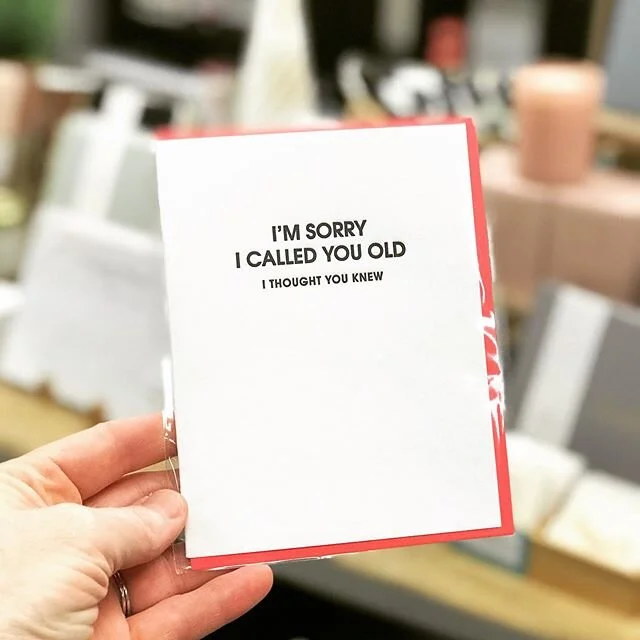 I'M SORRY
I CALLED YOU OLD
I THOUGHT YOU KNEW